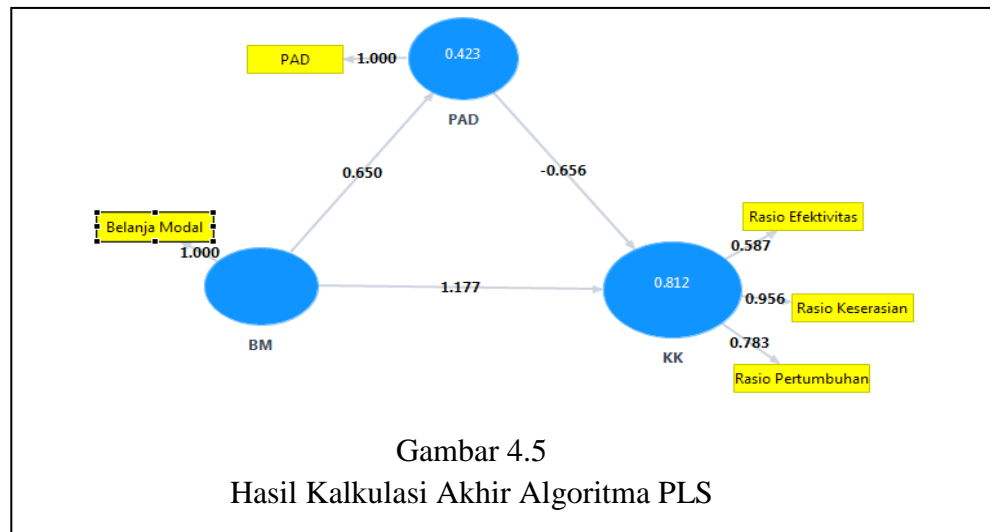 PAD
1.000
0.423
PAD
0.650
-0.656
Belanja Modal
1.000
BM
1.177
0.812
KK
Rasio Efektivitas
0.587
0.956
Rasio Keserasian
0.783
Rasio Pertumbuhan
Gambar 4.5
Hasil Kalkulasi Akhir Algoritma PLS